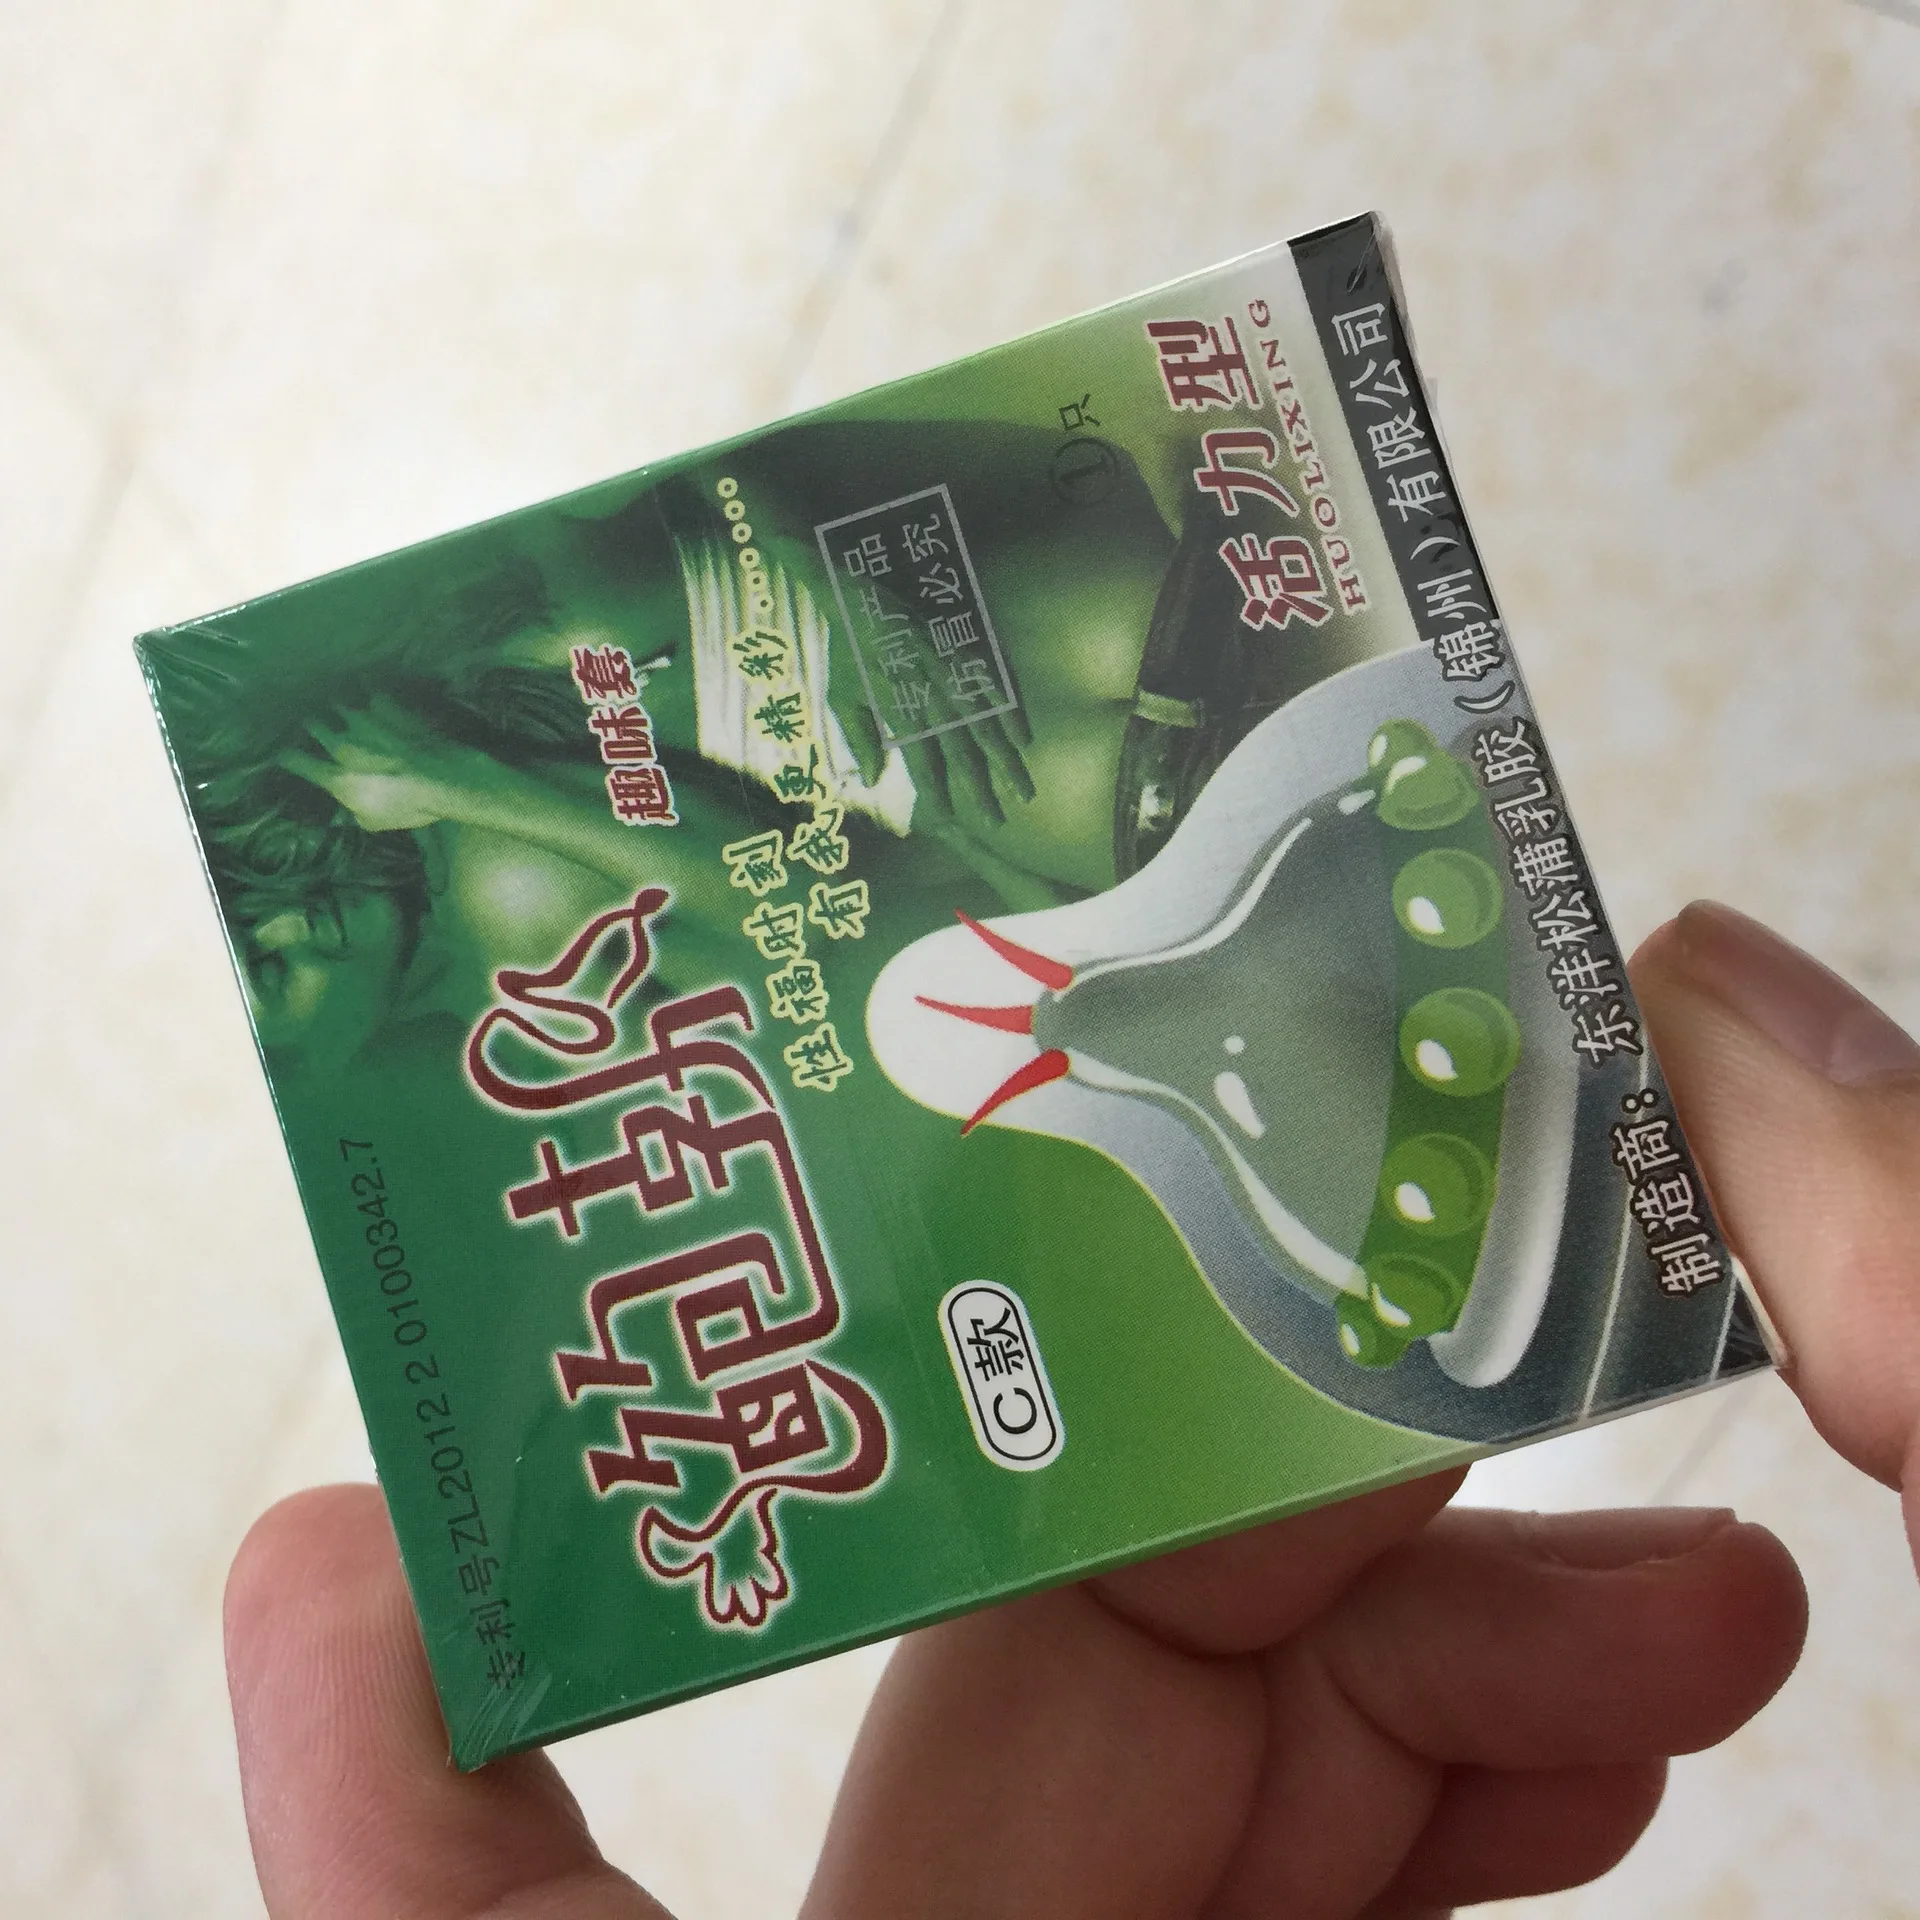 专利号ZL2012 2 0100342.7
趣味套
性福时刻
有我更精彩.........
专利产品
仿冒必究
①只
C款
活力型
HUOLIXING
制造商：东洋松蒲乳胶（锦州）有限公司